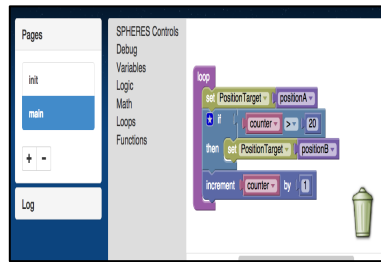 Pages
init
main
+ -
Log
SPHERES Controls
Debug
Variables
Logic
Math
Loops
Functions
loop
set PositionTarget positionA
if counter > 20
then set PositionTarget positionB
increment counter by 1